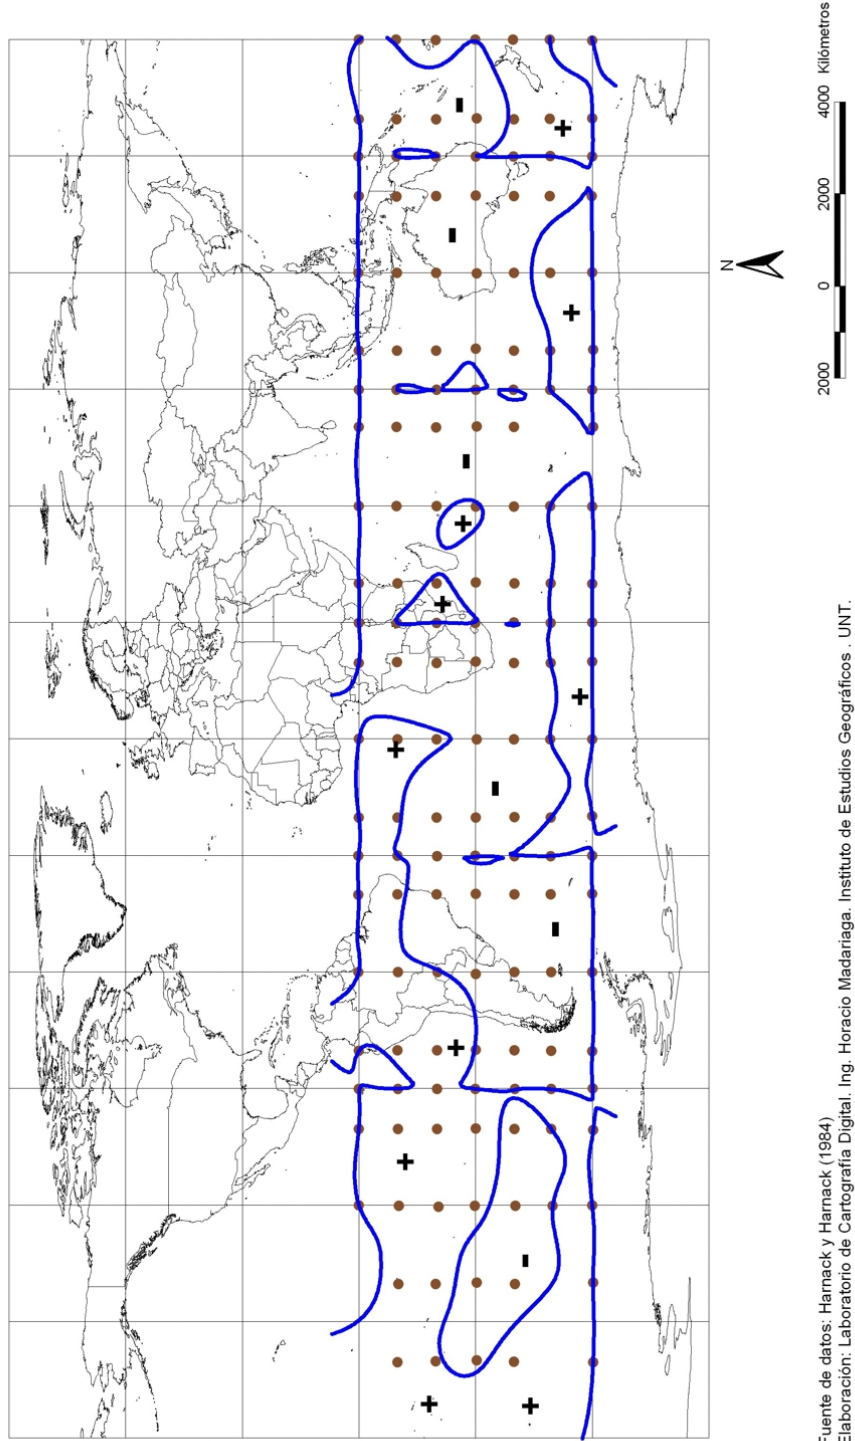 N
2000 0 2000 4000 Kilómetros
Fuente de datos: Harnack y Harnack (1984)
Elaboración: Laboratorio de Cartografía Digital. Ing. Horacio Madariaga. Instituto de Estudios Geográficos . UNT.